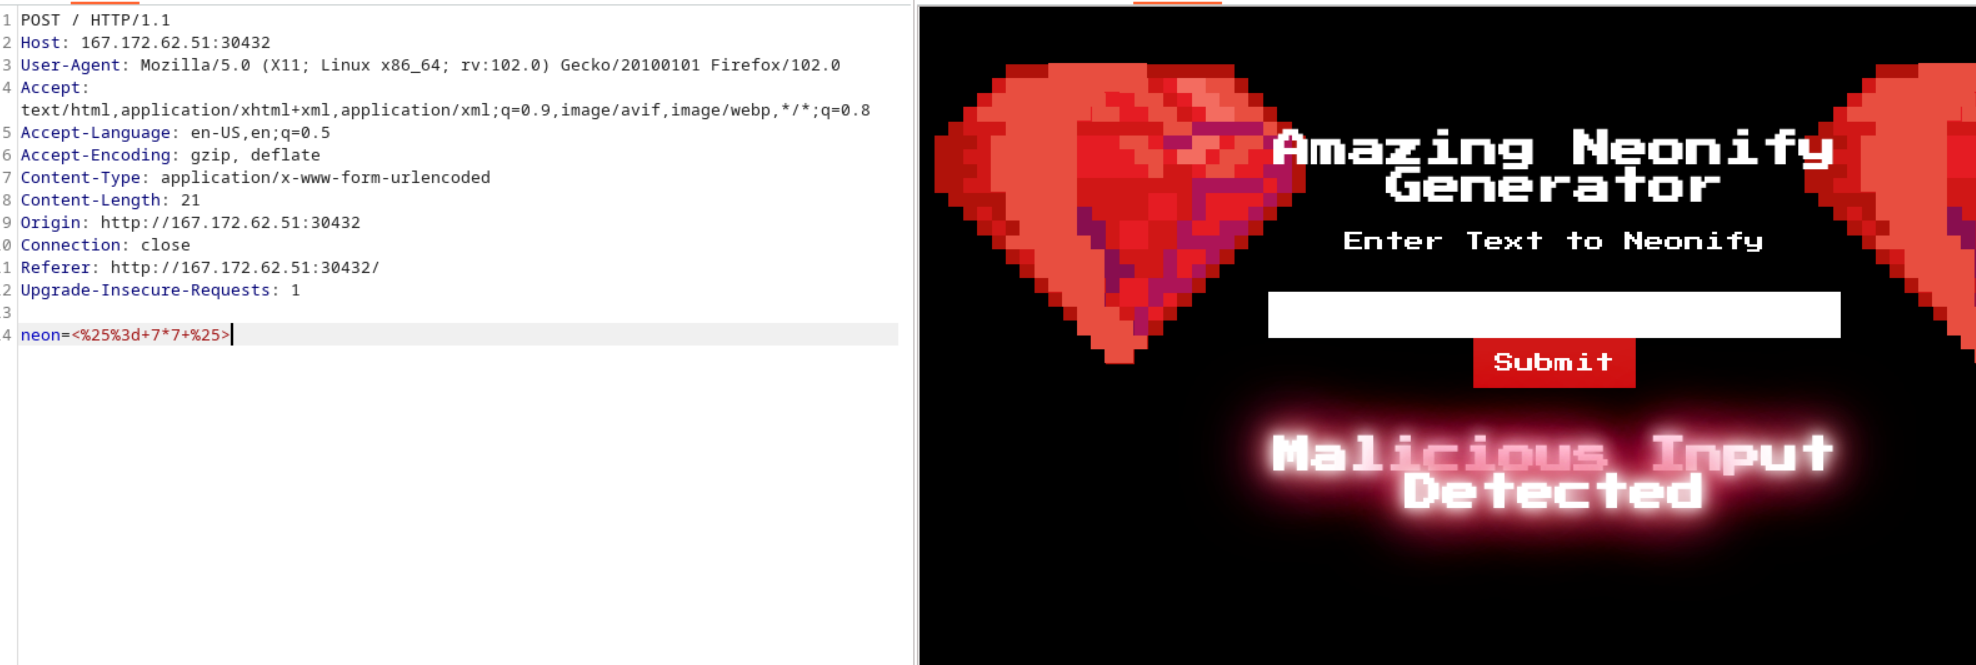 1 POST / HTTP/1.1
2 Host: 167.172.62.51:30432
3 User-Agent: Mozilla/5.0 (X11; Linux x86_64; rv:102.0) Gecko/20100101 Firefox/102.0
4 Accept:
text/html,application/xhtml+xml,application/xml;q=0.9,image/avif,image/webp,*/*;q=0.8
5 Accept-Language: en-US,en;q=0.5
6 Accept-Encoding: gzip, deflate
7 Content-Type: application/x-www-form-urlencoded
8 Content-Length: 21
9 Origin: http://167.172.62.51:30432
0 Connection: close
1 Referer: http://167.172.62.51:30432/
2 Upgrade-Insecure-Requests: 1
3
4 neon=<%25%3d+7*7+%25>
Amazing Neonify
Generator
Enter Text to Neonify
Submit
Malicious Input
Detected